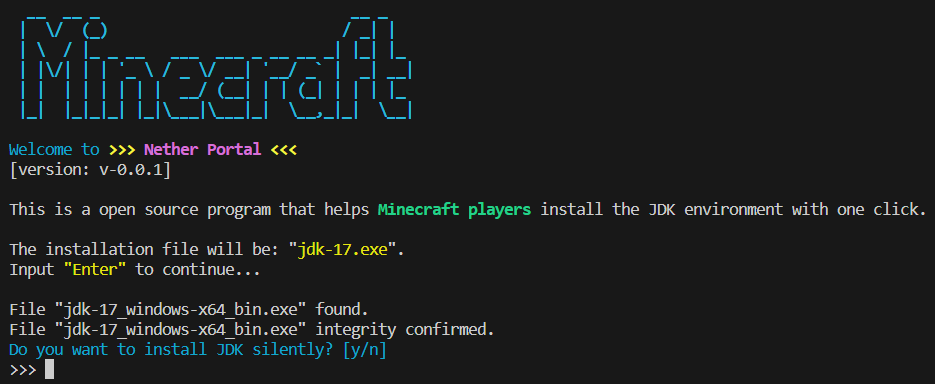 Minecraft
Welcome to >>> Nether Portal <<<
[version: v-0.0.1]
This is a open source program that helps Minecraft players install the JDK environment with one click.
The installation file will be: "jdk-17.exe".
Input "Enter" to continue...
File "jdk-17_windows-x64_bin.exe" found.
File "jdk-17_windows-x64_bin.exe" integrity confirmed.
Do you want to install JDK silently? [y/n]
>>>